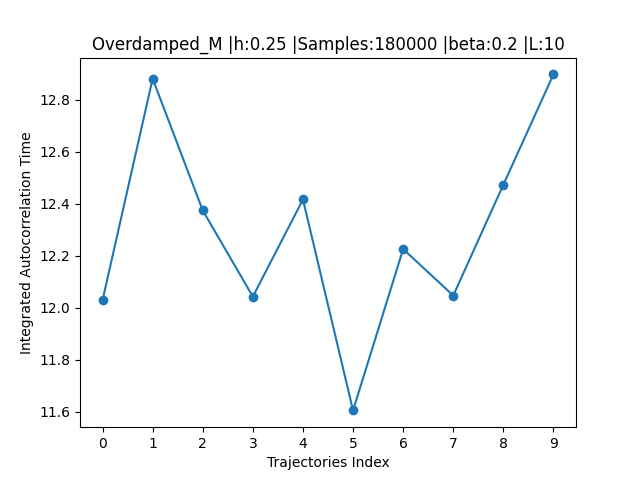 Overdamped_M |h:0.25 |Samples:180000 |beta:0.2 |L:10
Integrated Autocorrelation Time
12.8
12.6
12.4
12.2
12.0
11.8
11.6
0 1 2 3 4 5 6 7 8 9
Trajectories Index